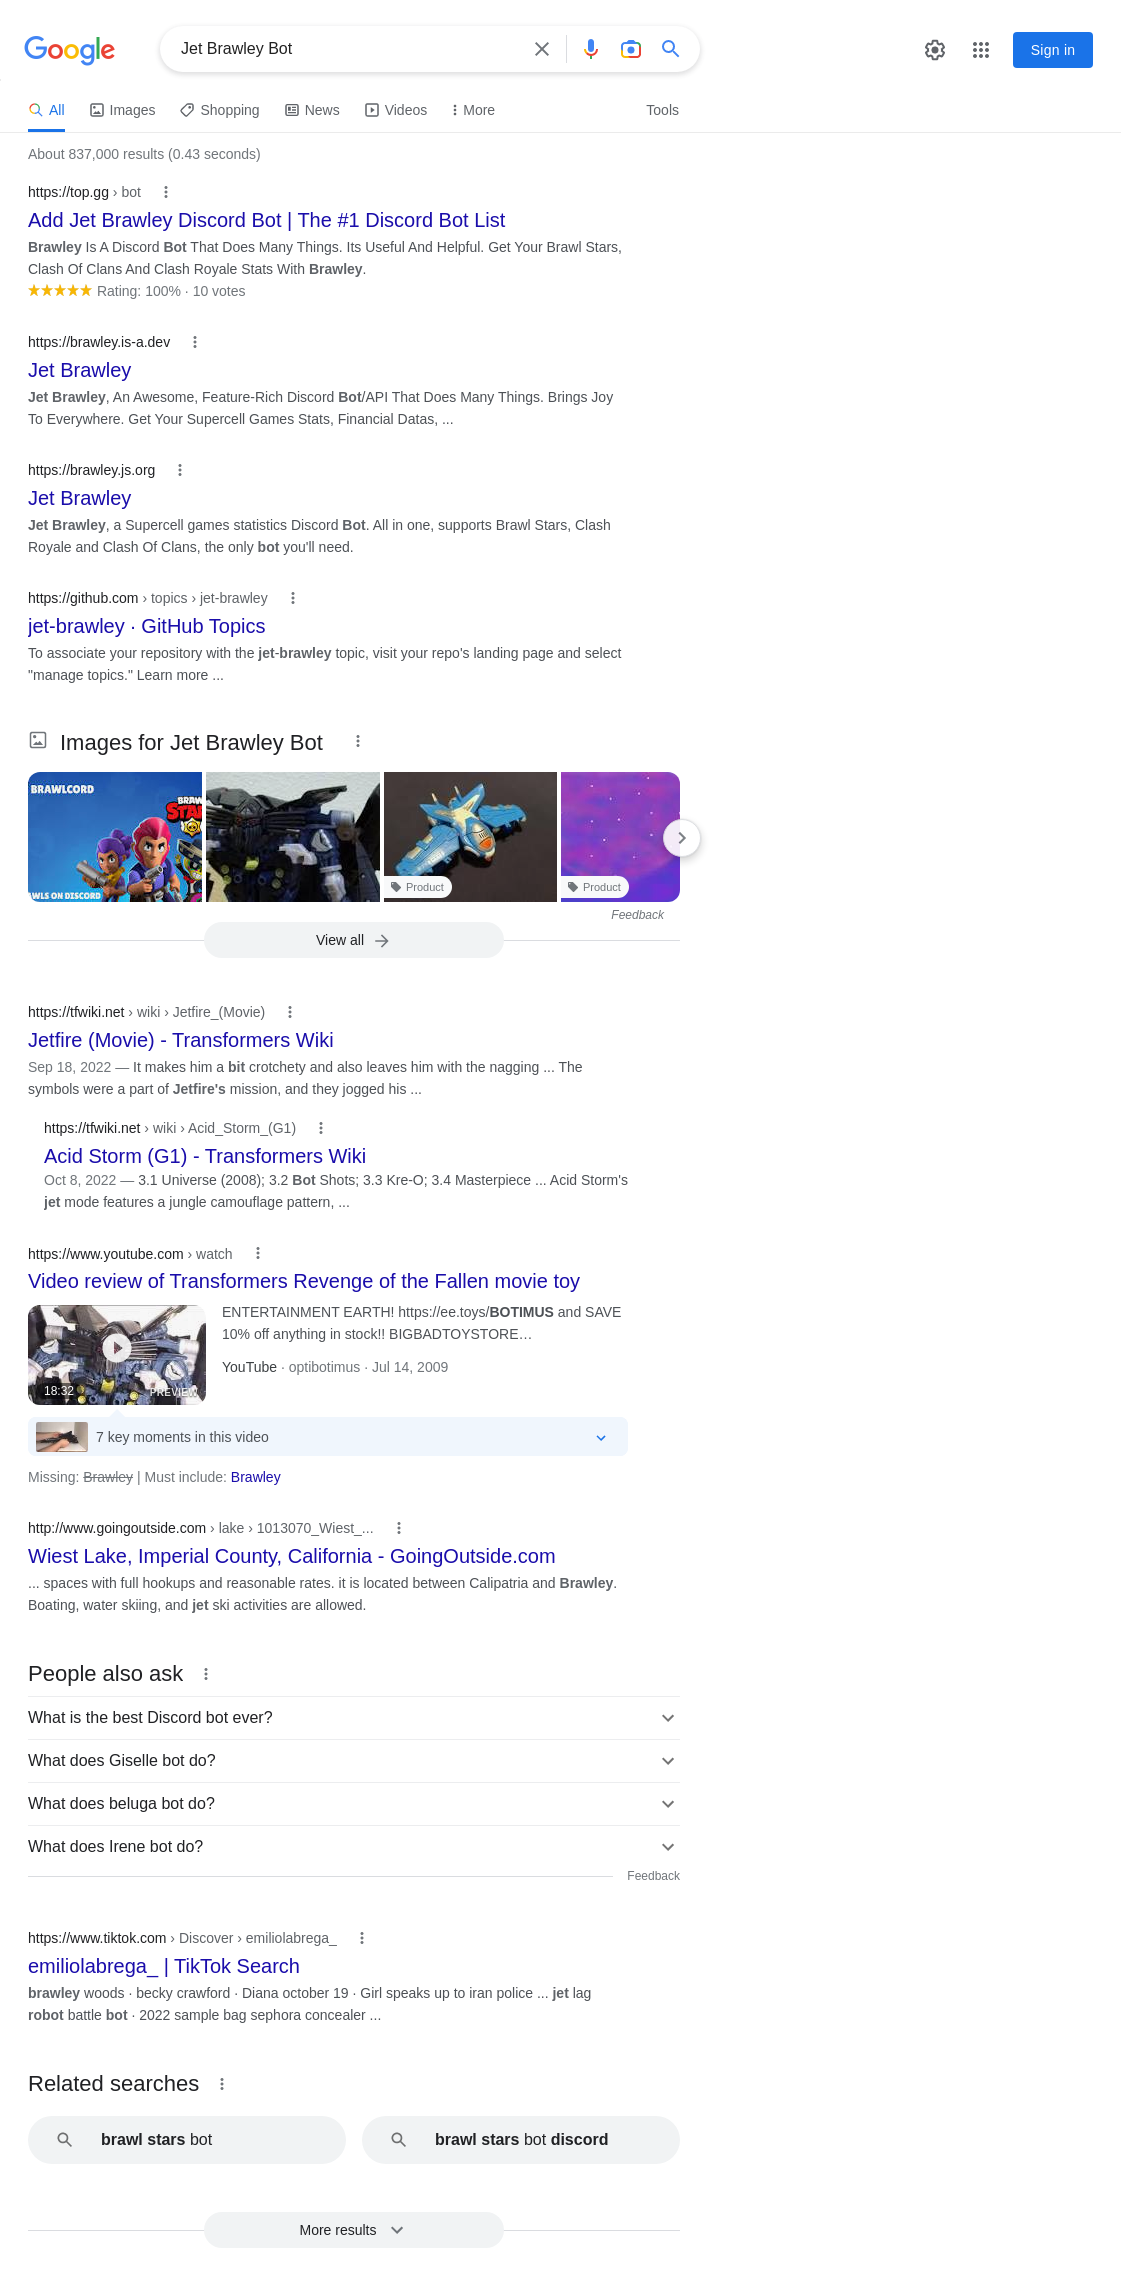 Google
Jet Brawley Bot
Sign in
All
Images
Shopping
News
Videos
More
Tools
About 837,000 results (0.43 seconds)
https://top.gg › bot
Add Jet Brawley Discord Bot | The #1 Discord Bot List
Brawley Is A Discord Bot That Does Many Things. Its Useful And Helpful. Get Your Brawl Stars,
Clash Of Clans And Clash Royale Stats With Brawley.
Rating: 100% · 10 votes
https://brawley.is-a.dev
Jet Brawley
Jet Brawley, An Awesome, Feature-Rich Discord Bot/API That Does Many Things. Brings Joy
To Everywhere. Get Your Supercell Games Stats, Financial Datas, ...
https://brawley.js.org
Jet Brawley
Jet Brawley, a Supercell games statistics Discord Bot. All in one, supports Brawl Stars, Clash
Royale and Clash Of Clans, the only bot you'll need.
https://github.com › topics › jet-brawley
jet-brawley · GitHub Topics
To associate your repository with the jet-brawley topic, visit your repo's landing page and select
"manage topics." Learn more ...
Images for Jet Brawley Bot
BRAWLCORD
BRAW
STA
AWLS ON DISCORD
Product
Product
Feedback
View all
https://tfwiki.net › wiki › Jetfire_(Movie)
Jetfire (Movie) - Transformers Wiki
Sep 18, 2022 — It makes him a bit crotchety and also leaves him with the nagging ... The
symbols were a part of Jetfire's mission, and they jogged his ...
https://tfwiki.net › wiki › Acid_Storm_(G1)
Acid Storm (G1) - Transformers Wiki
Oct 8, 2022 — 3.1 Universe (2008); 3.2 Bot Shots; 3.3 Kre-O; 3.4 Masterpiece ... Acid Storm's
jet mode features a jungle camouflage pattern, ...
https://www.youtube.com › watch
Video review of Transformers Revenge of the Fallen movie toy
ENTERTAINMENT EARTH! https://ee.toys/BOTIMUS and SAVE
10% off anything in stock!! BIGBADTOYSTORE…
YouTube · optibotimus · Jul 14, 2009
18:32
PREVIEW
7 key moments in this video
Missing: Brawley | Must include: Brawley
http://www.goingoutside.com › lake › 1013070_Wiest_...
Wiest Lake, Imperial County, California - GoingOutside.com
... spaces with full hookups and reasonable rates. it is located between Calipatria and Brawley.
Boating, water skiing, and jet ski activities are allowed.
People also ask
What is the best Discord bot ever?
What does Giselle bot do?
What does beluga bot do?
What does Irene bot do?
Feedback
https://www.tiktok.com › Discover › emiliolabrega_
emiliolabrega_ | TikTok Search
brawley woods · becky crawford · Diana october 19 · Girl speaks up to iran police ... jet lag
robot battle bot · 2022 sample bag sephora concealer ...
Related searches
brawl stars bot
brawl stars bot discord
More results